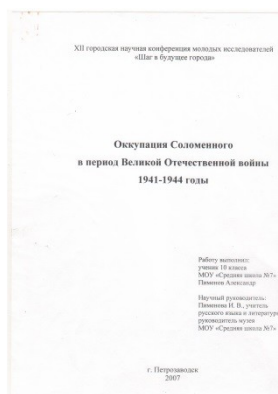 XII городская научная конференция молодых исследователей
«Шаг в будущее города»
Оккупация Соломенного
в период Великой Отечественной войны
1941-1944 годы
Работу выполнил:
ученик 10 класса
МОУ «Средняя школа №7»
Пименов Александр
Научный руководитель:
Пименова И. В., учитель
русского языка и литературы
руководитель музея
МОУ «Средняя школа №7»
г. Петрозаводск
2007